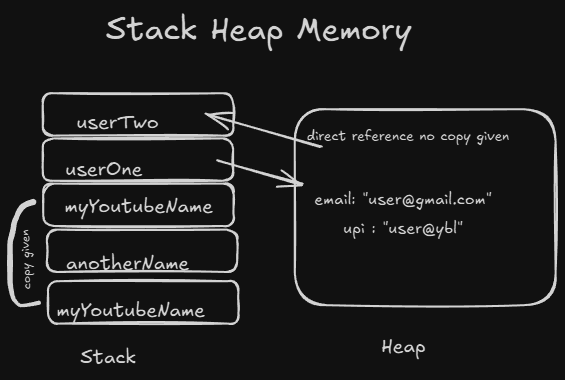 Stack Heap Memory
userTwo
direct reference no copy given
userOne
myYoutubeName
email: "user@gmail.com"
upi : "user@ybl"
copy given
anotherName
myYoutubeName
Stack
Heap